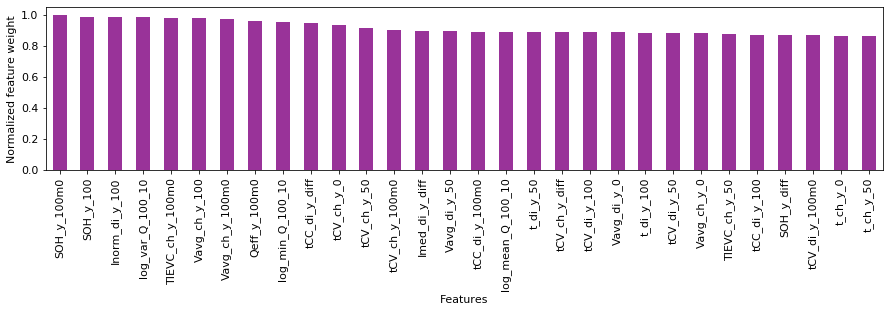 Normalized feature weight
1.0
0.8
0.6
0.4
0.2
0.0
SOH_y_100m0
SOH_y_100
Inorm_di_y_100
log_var_Q_100_10
TIEVC_ch_y_100m0
Vavg_ch_y_100
Vavg_ch_y_100m0
Qeff_y_100m0
log_min_Q_100_10
tCC_di_y_diff
tCV_ch_y_0
tCV_ch_y_50
tCV_ch_y_100m0
Imed_di_y_diff
Vavg_di_y_50
tCC_di_y_100m0
log_mean_Q_100_10
t_di_y_50
tCV_ch_y_diff
tCV_di_y_100
Vavg_di_y_0
t_di_y_100
tCV_di_y_50
Vavg_ch_y_0
TIEVC_ch_y_50
tCC_di_y_100
SOH_y_diff
tCV_di_y_100m0
t_ch_y_0
t_ch_y_50
Features